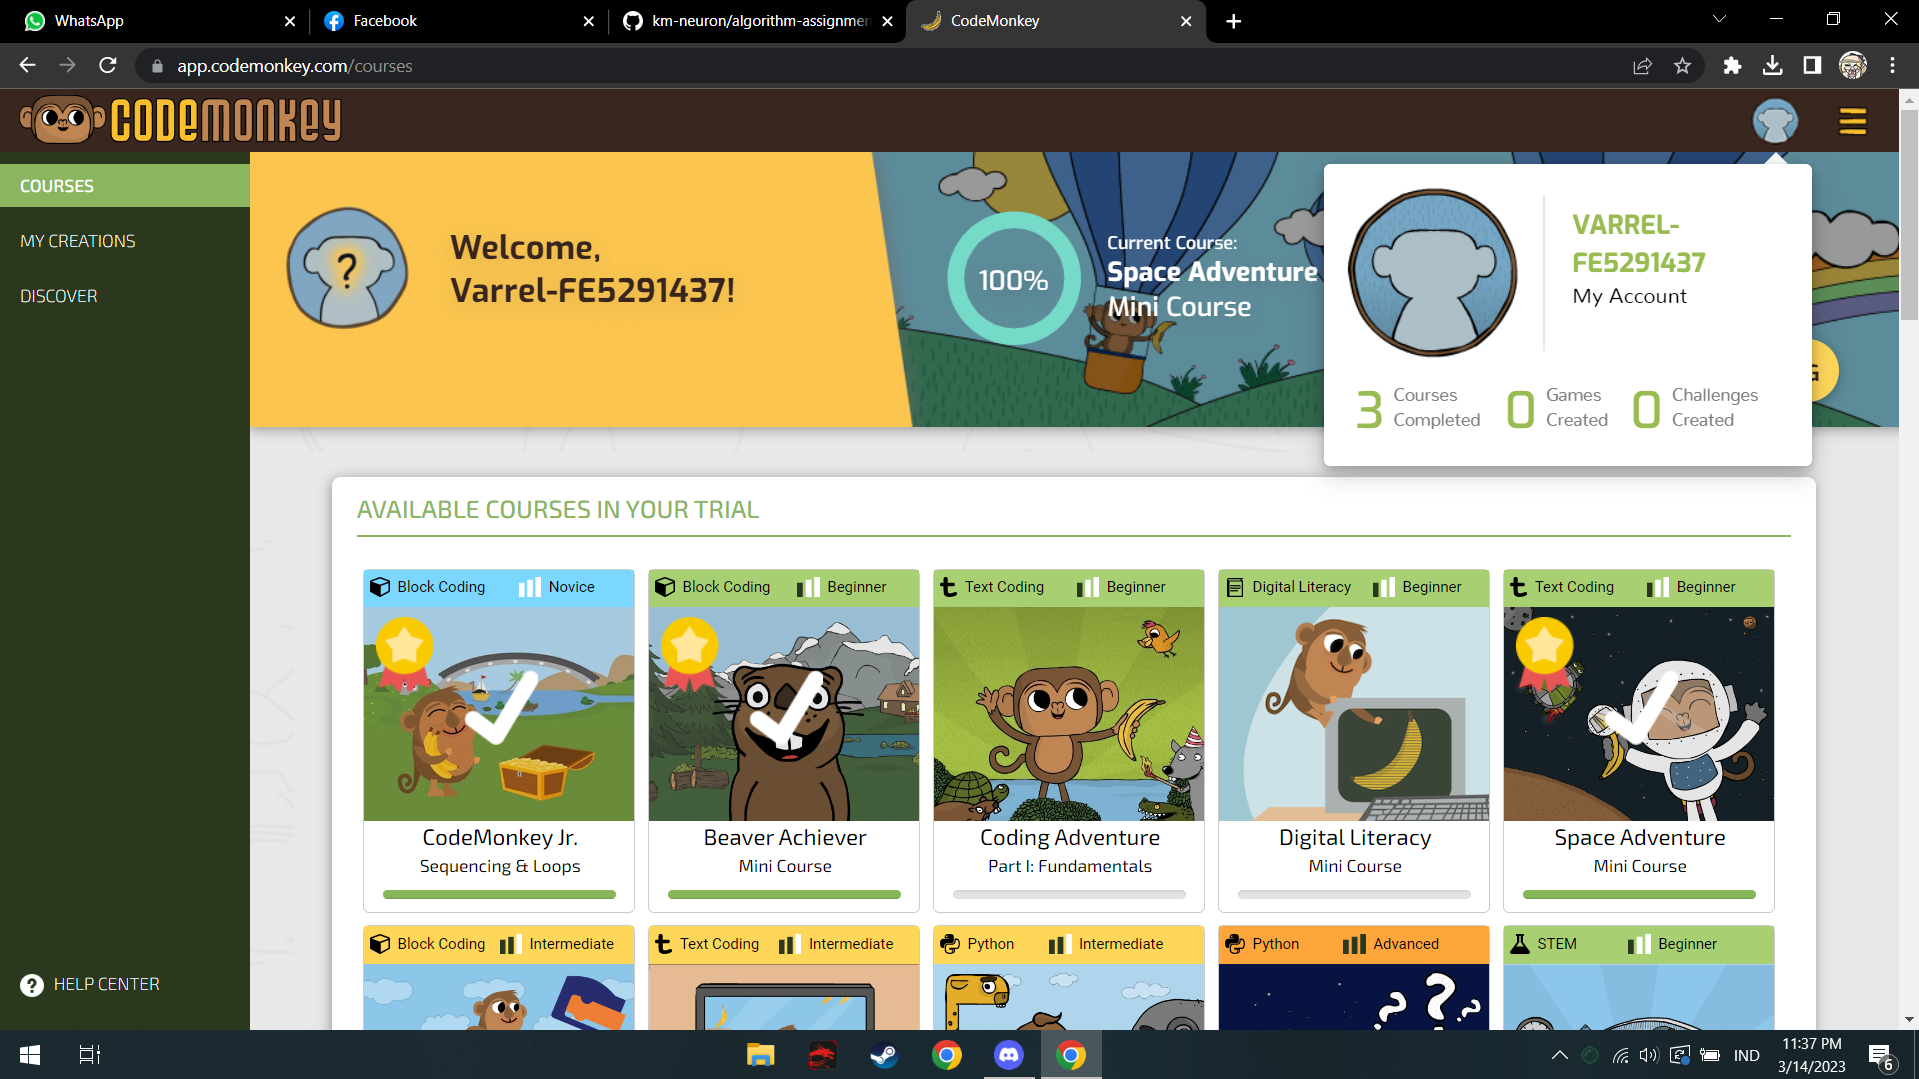 WhatsApp
Facebook
km-neuron/algorithm-assignmen
CodeMonkey
app.codemonkey.com/courses
CODEMONKEY
COURSES
MY CREATIONS
DISCOVER
HELP CENTER
?
Welcome,
Varrel-FE5291437!
100%
Current Course:
Space Adventure
Mini Course
VARREL-
FE5291437
My Account
3 Courses Completed
0 Games Created
0 Challenges Created
AVAILABLE COURSES IN YOUR TRIAL
Block Coding Novice
CodeMonkey Jr.
Sequencing & Loops
Block Coding Beginner
Beaver Achiever
Mini Course
Text Coding Beginner
Coding Adventure
Part I: Fundamentals
Digital Literacy Beginner
Digital Literacy
Mini Course
Text Coding Beginner
Space Adventure
Mini Course
Block Coding Intermediate
Text Coding Intermediate
Python Intermediate
Python Advanced
? ? ?
STEM Beginner
IND
11:37 PM
3/14/2023
6